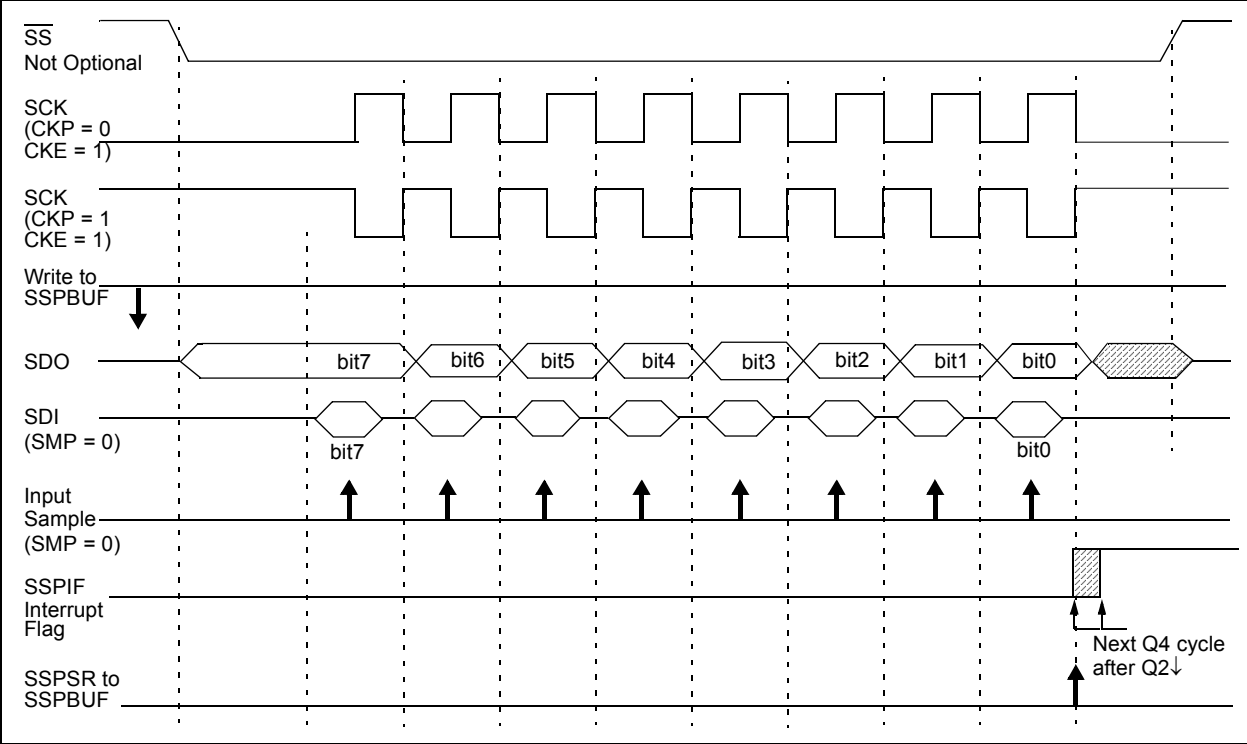 SS
Not Optional
SCK
(CKP = 0
CKE = 1)
SCK
(CKP = 1
CKE = 1)
Write to
SSPBUF
SDO
bit7 bit6 bit5 bit4 bit3 bit2 bit1 bit0
SDI
(SMP = 0)
bit7 bit0
Input
Sample
(SMP = 0)
SSPIF
Interrupt
Flag
Next Q4 cycle
after Q2↓
SSPSR to
SSPBUF